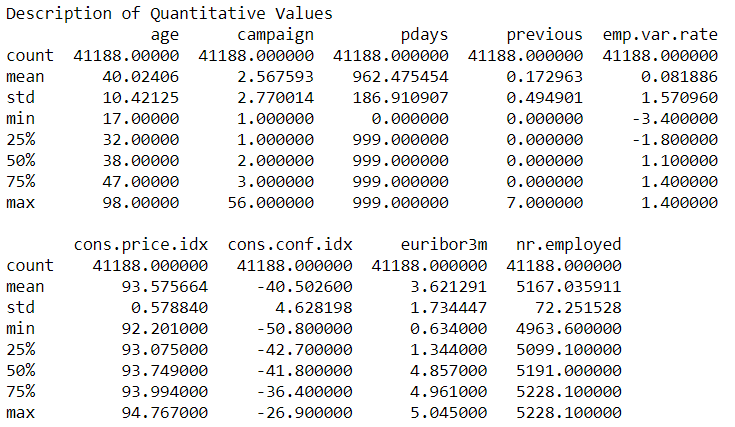 Description of Quantitative Values
age campaign pdays previous emp.var.rate
count 41188.00000 41188.000000 41188.000000 41188.000000 41188.000000
mean 40.02406 2.567593 962.475454 0.172963 0.081886
std 10.42125 2.770014 186.910907 0.494901 1.570960
min 17.00000 1.000000 0.000000 0.000000 -3.400000
25% 32.00000 1.000000 999.000000 0.000000 -1.800000
50% 38.00000 2.000000 999.000000 0.000000 1.100000
75% 47.00000 3.000000 999.000000 0.000000 1.400000
max 98.00000 56.000000 999.000000 7.000000 1.400000
cons.price.idx cons.conf.idx euribor3m nr.employed
count 41188.000000 41188.000000 41188.000000 41188.000000
mean 93.575664 -40.502600 3.621291 5167.035911
std 0.578840 4.628198 1.734447 72.251528
min 92.201000 -50.800000 0.634000 4963.600000
25% 93.075000 -42.700000 1.344000 5099.100000
50% 93.749000 -41.800000 4.857000 5191.000000
75% 93.994000 -36.400000 4.961000 5228.100000
max 94.767000 -26.900000 5.045000 5228.100000